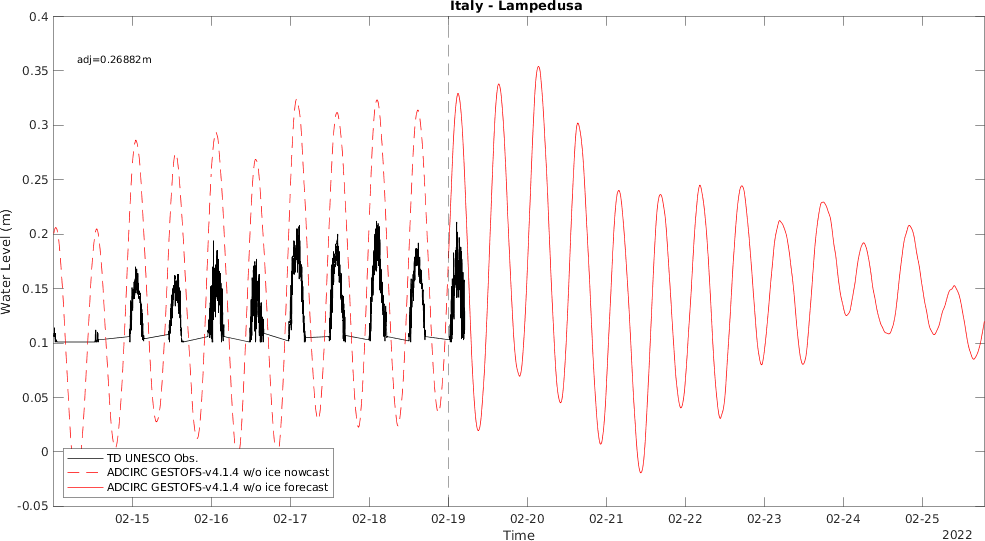 Italy - Lampedusa
0.4
0.35
0.3
0.25
0.2
0.15
0.1
0.05
0
-0.05
Water Level (m)
adj=0.26882m
TD UNESCO Obs.
ADCIRC GESTOFS-v4.1.4 w/o ice nowcast
ADCIRC GESTOFS-v4.1.4 w/o ice forecast
02-15 02-16 02-17 02-18 02-19 02-20 02-21 02-22 02-23 02-24 02-25
Time
2022